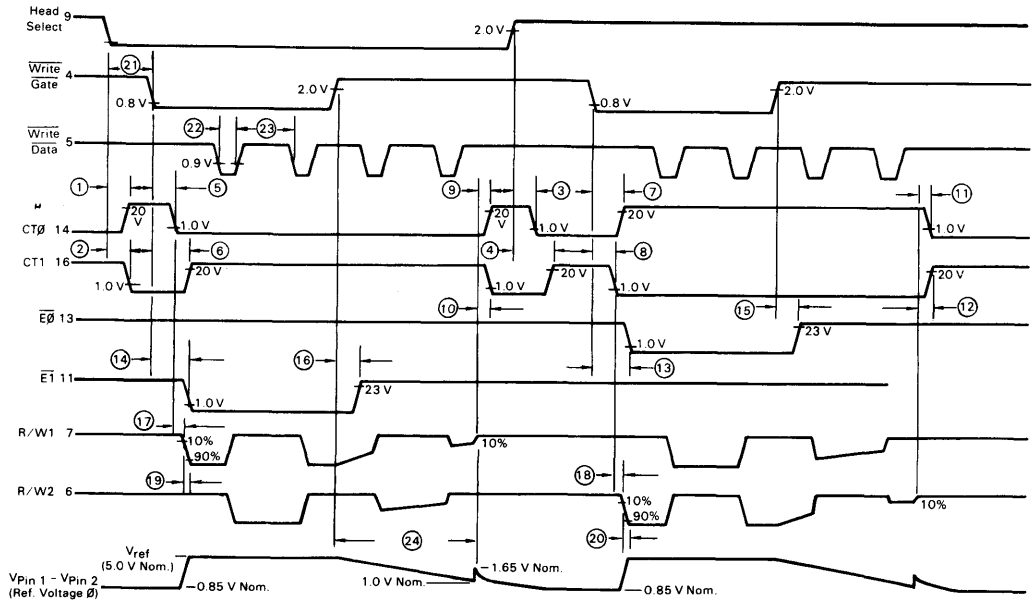 Head Select 9
2.0 V
21
Write Gate 4
0.8 V
2.0 V
0.8 V
2.0 V
22 23
Write Data 5
0.9 V
1 5 9 3 7 11
CTØ 14
20 V
1.0 V
20 V
1.0 V
20 V
1.0 V
2 6 4 8
CT1 16
1.0 V
20 V
1.0 V
20 V
1.0 V
20 V
10 15 12
EØ 13
1.0 V
23 V
14 16 13
E1 11
1.0 V
23 V
17
R/W1 7
10%
90%
10%
19 18
R/W2 6
10%
90%
10%
20
24
Vref
(5.0 V Nom.)
VPin 1 - VPin 2
(Ref. Voltage Ø)
-0.85 V Nom.
1.0 V Nom.
-1.65 V Nom.
-0.85 V Nom.